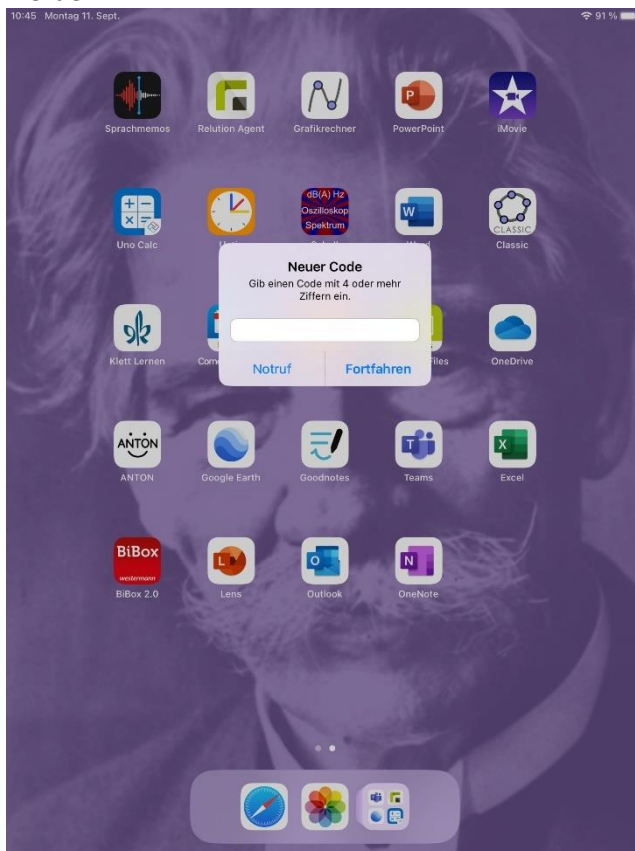 10:45 Montag 11. Sept.
91 %
Sprachmemos
Relution Agent
Grafikrechner
P
PowerPoint
iMovie
Uno Calc
dB(A) Hz
Oszilloskop
Spektrum
W
CLASSIC
Classic
Neuer Code
Gib einen Code mit 4 oder mehr
Ziffern ein.
Notruf
Fortfahren
Klett Lernen
Files
OneDrive
ANTON
ANTON
Google Earth
Goodnotes
T
Teams
X
Excel
BiBox
westermann
BiBox 2.0
L
Lens
O
Outlook
N
OneNote